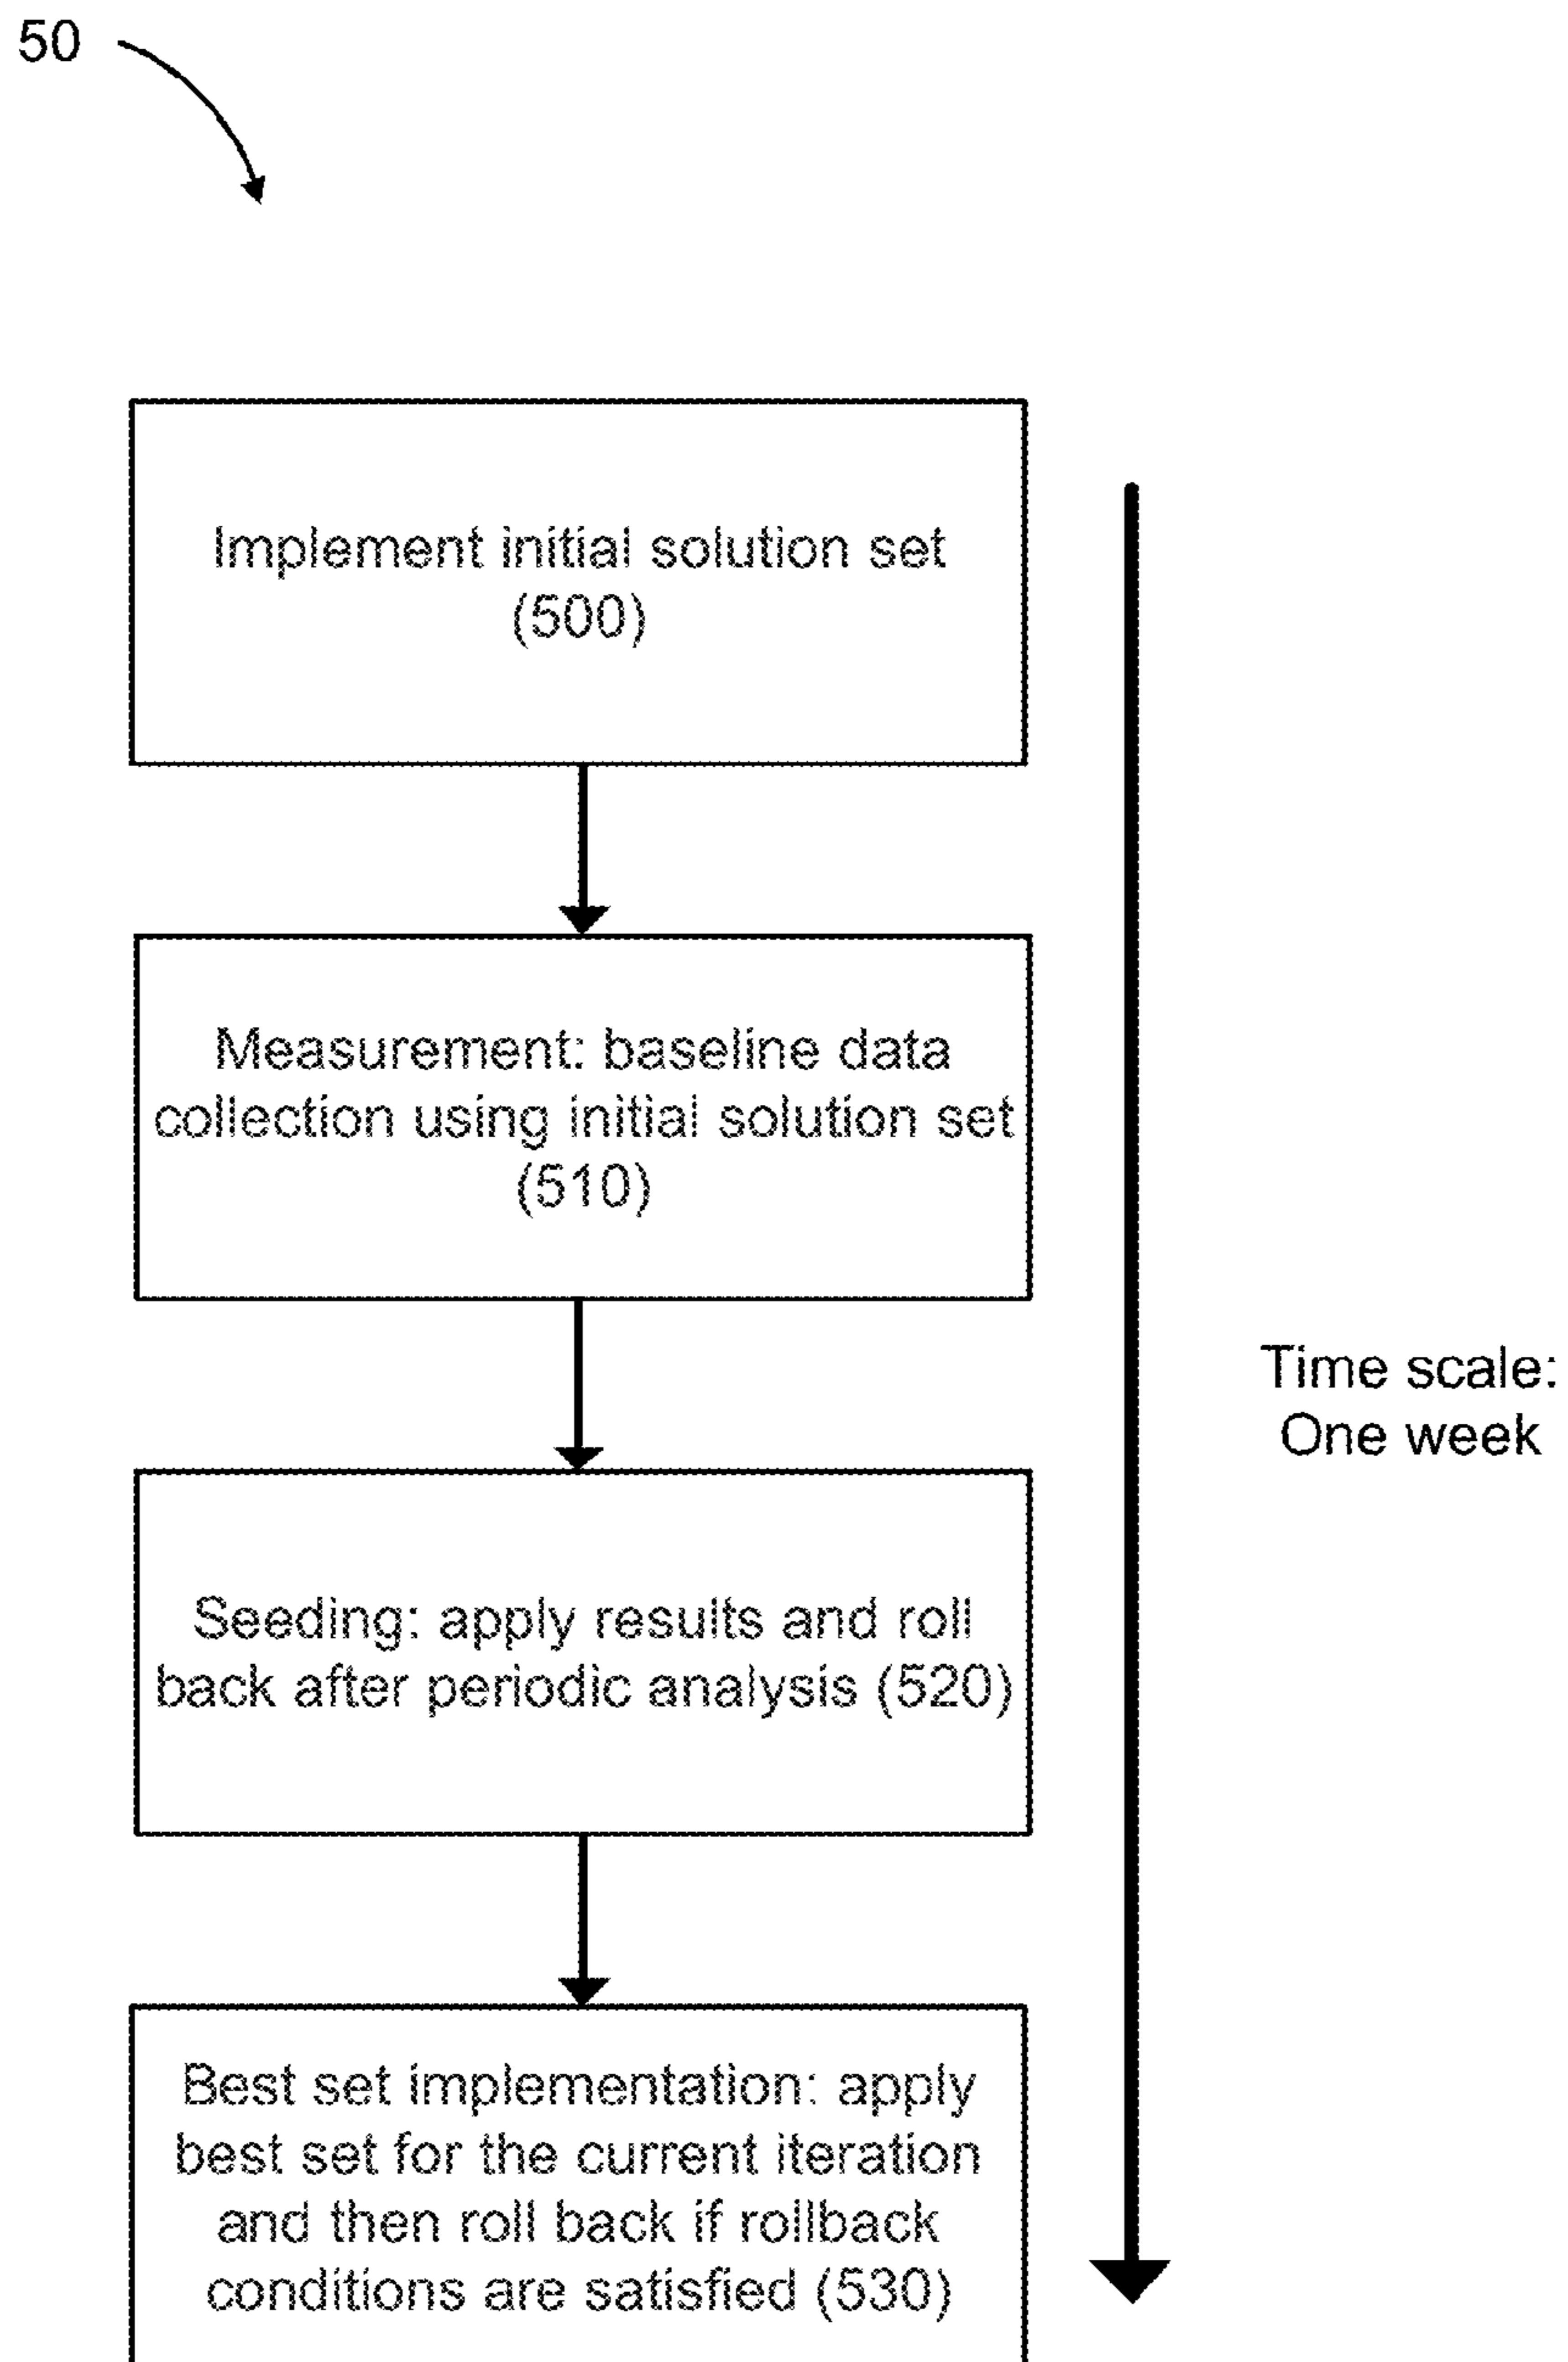 50
Implement initial solution set
(500)
Measurement: baseline data
collection using initial solution set
(510)
Time scale:
One week
Seeding: apply results and roll
back after periodic analysis (520)
Best set implementation: apply
best set for the current iteration
and then roll back if rollback
conditions are satisfied (530)